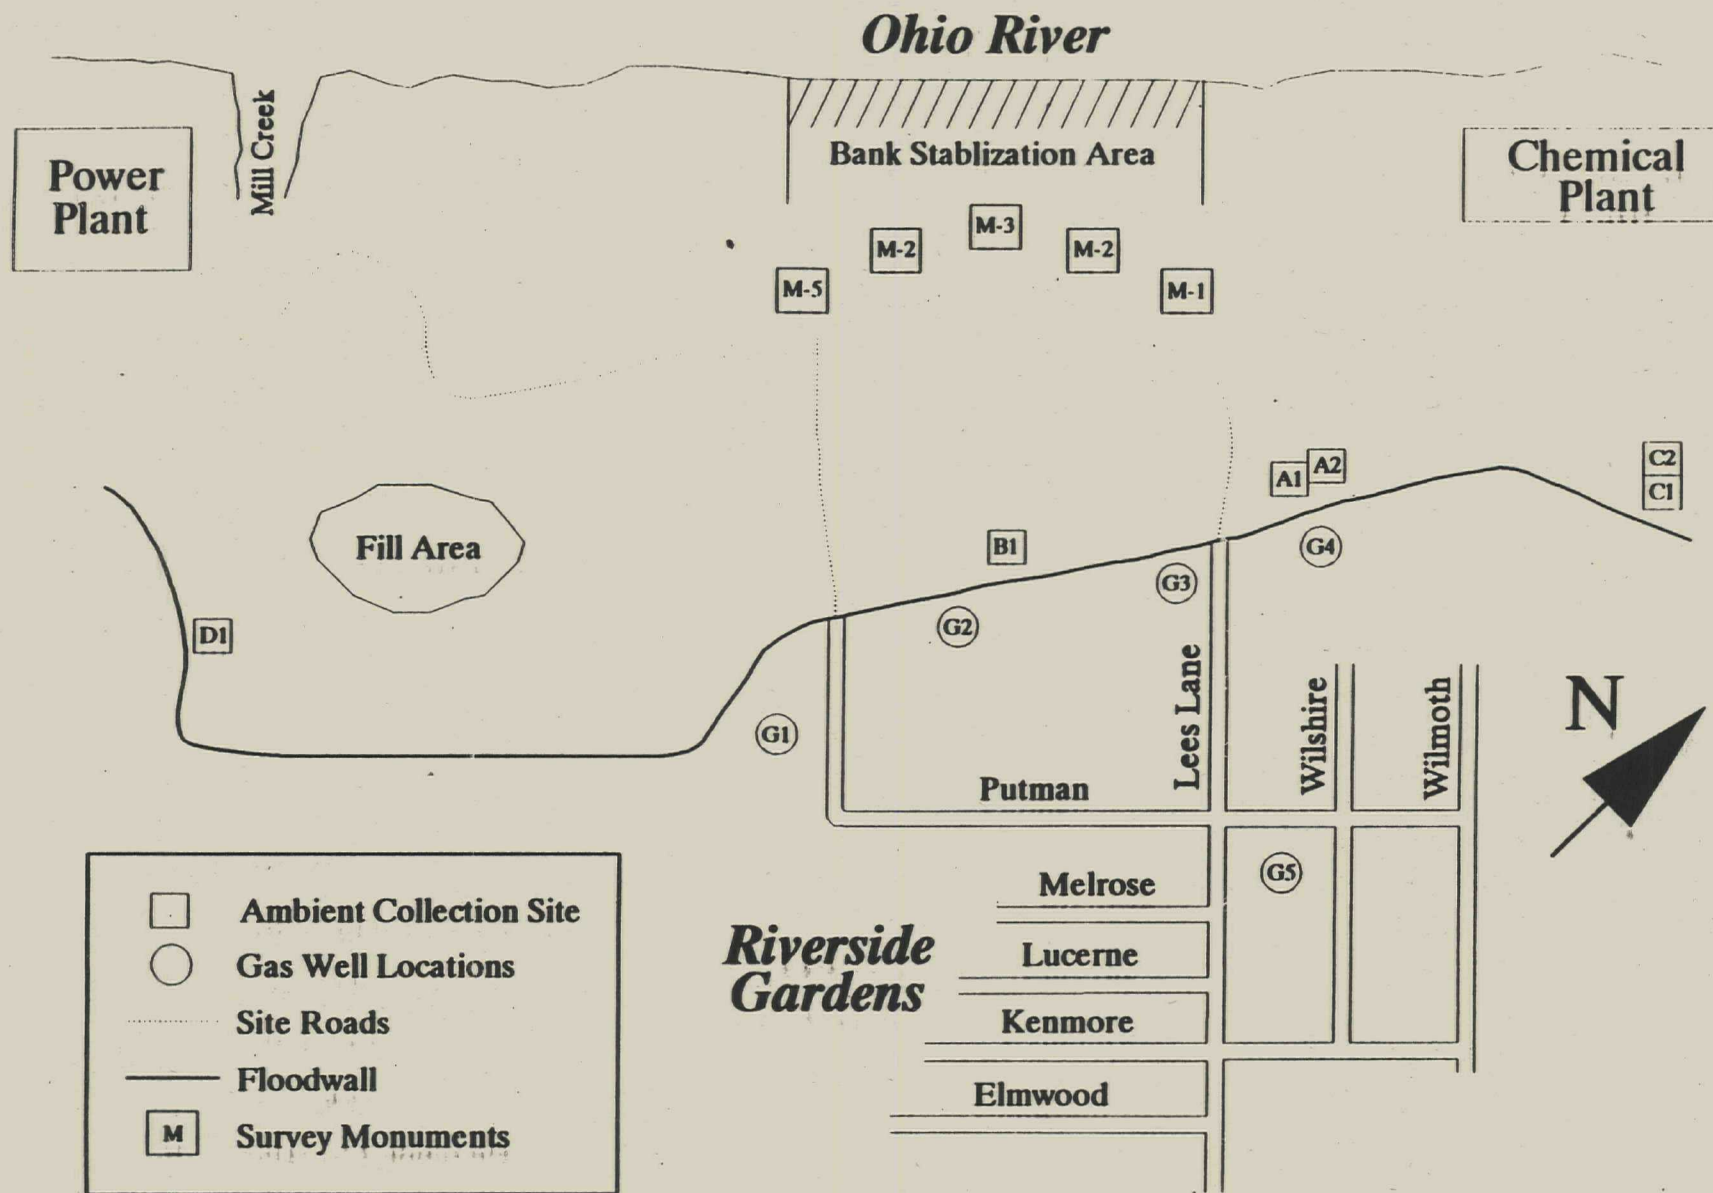 Ohio River
Mill Creek
Power
Plant
Bank Stablization Area
Chemical
Plant
M-3
M-2
M-2
M-5
M-1
C2
A2
A1
C1
Fill Area
B1
G4
G3
D1
G2
G1
Lees Lane
Wilshire
Wilmoth
N
Putman
G5
Melrose
Riverside
Gardens
Lucerne
Kenmore
Elmwood
Ambient Collection Site
Gas Well Locations
Site Roads
Floodwall
M Survey Monuments